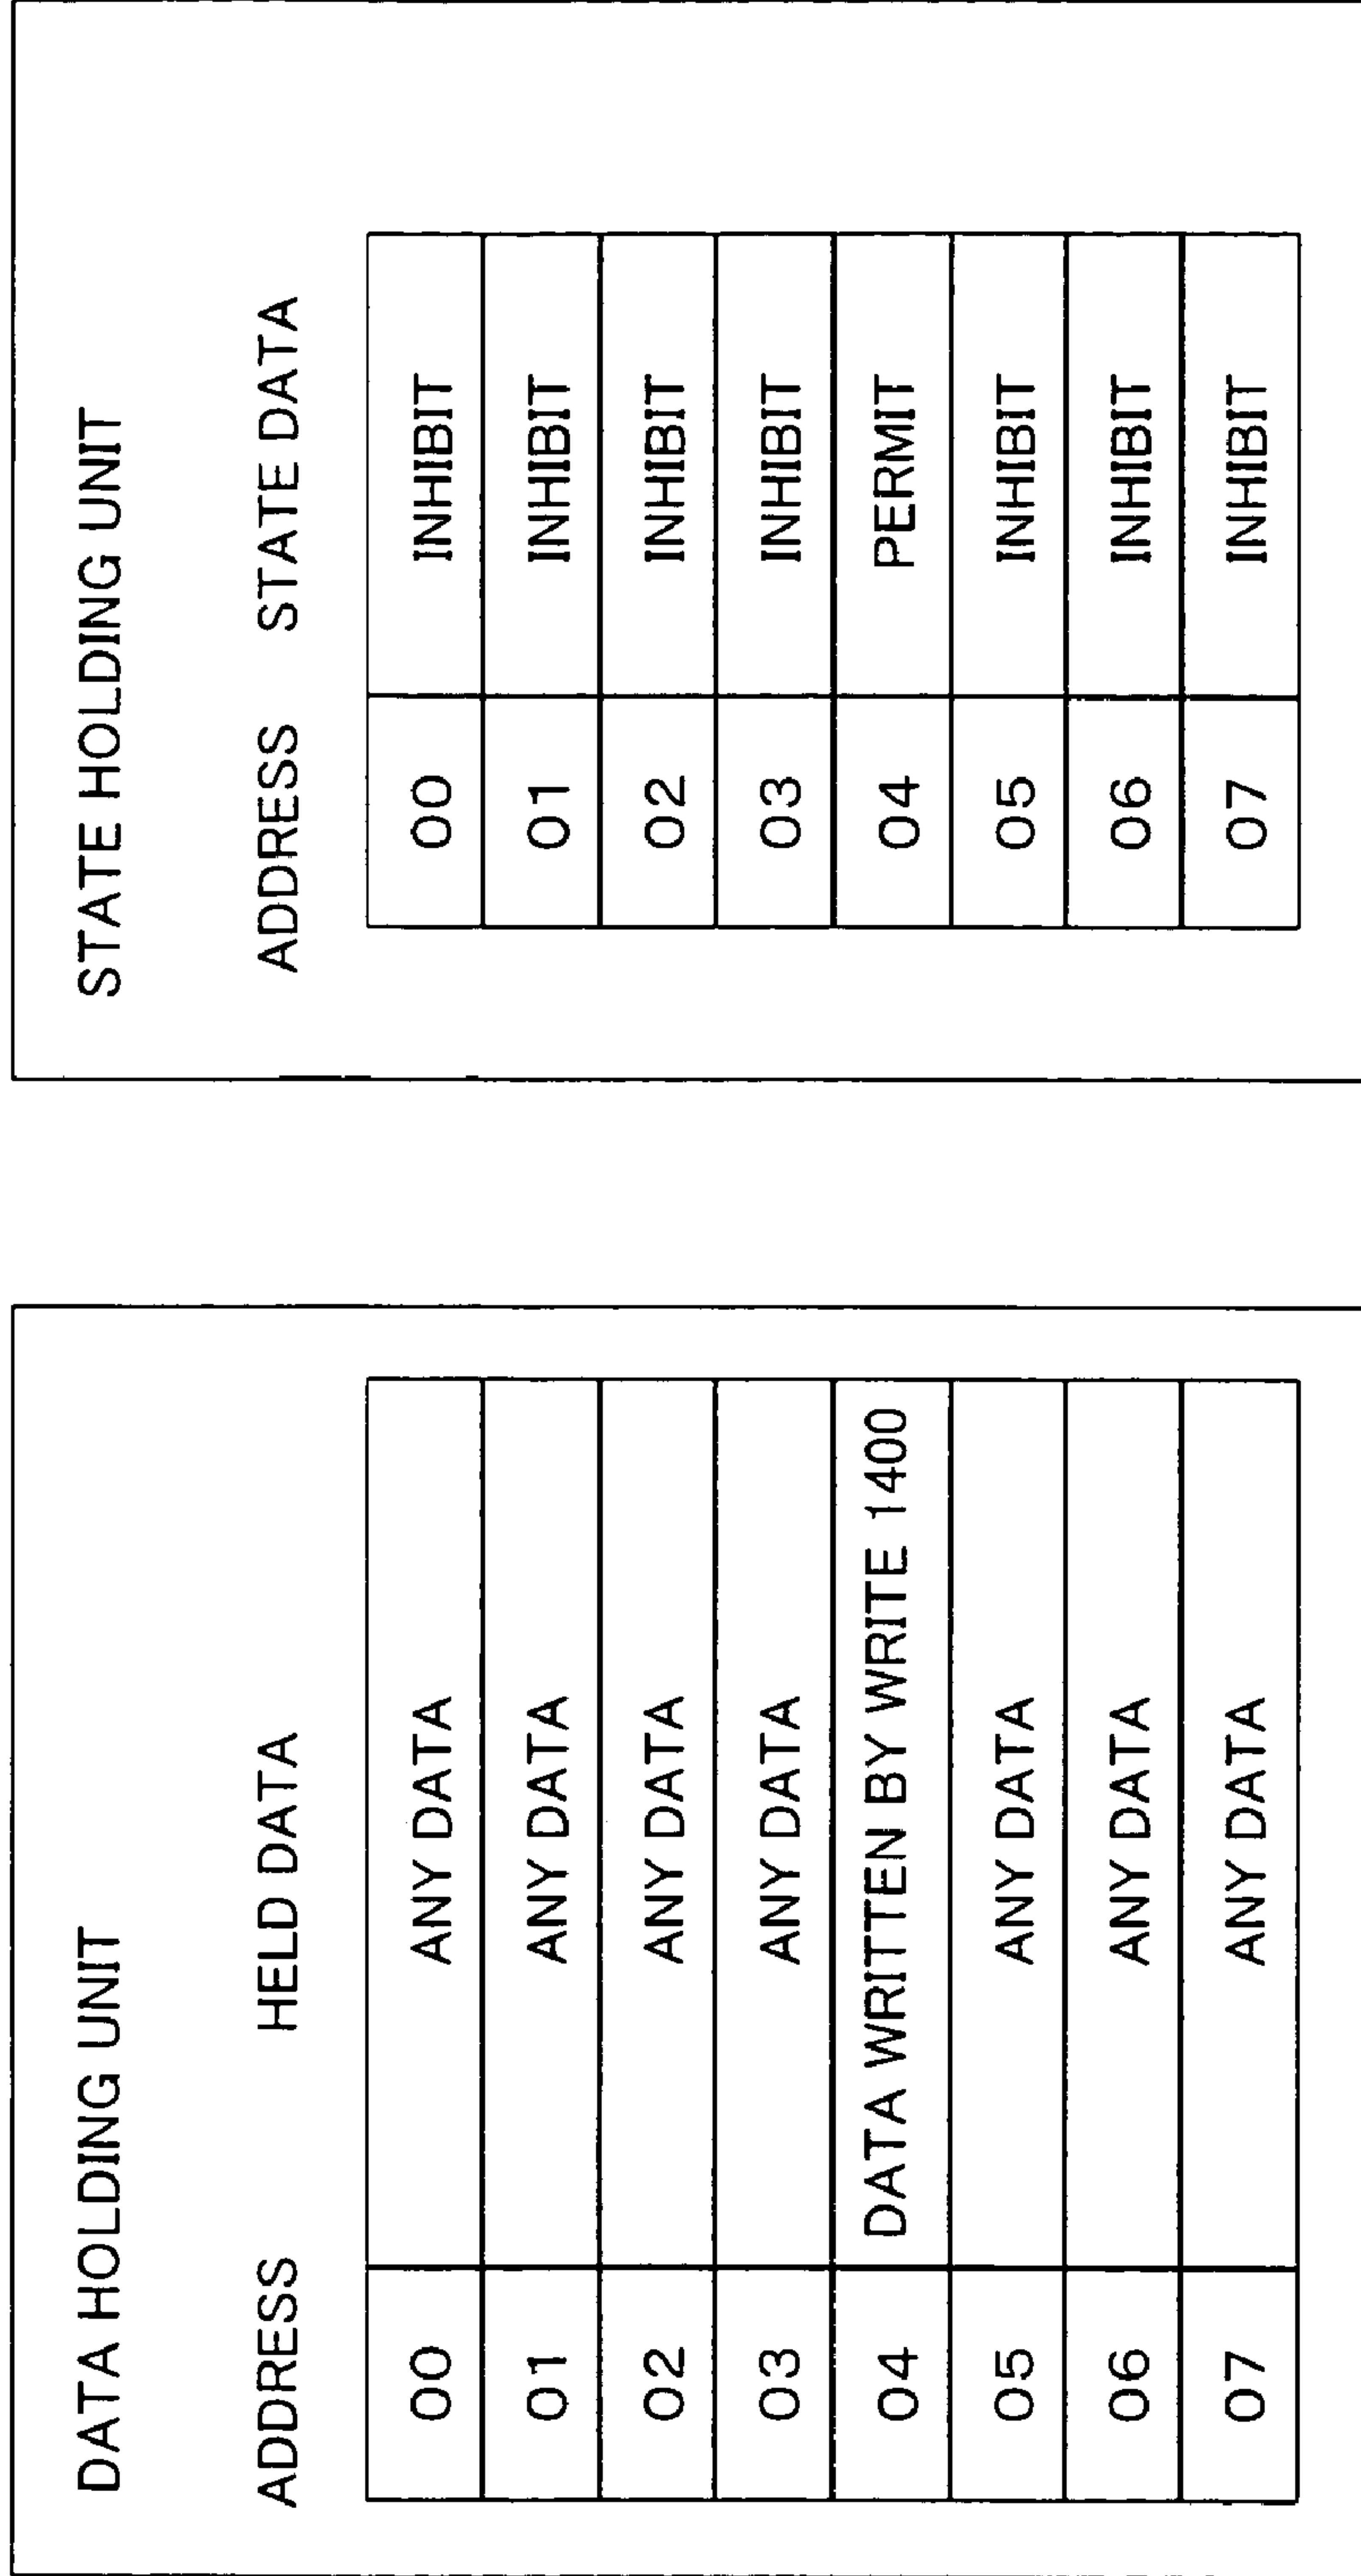 DATA HOLDING UNIT
ADDRESS HELD DATA
00 ANY DATA
01 ANY DATA
02 ANY DATA
03 ANY DATA
04 DATA WRITTEN BY WRITE 1400
05 ANY DATA
06 ANY DATA
07 ANY DATA
STATE HOLDING UNIT
ADDRESS STATE DATA
00 INHIBIT
01 INHIBIT
02 INHIBIT
03 INHIBIT
04 PERMIT
05 INHIBIT
06 INHIBIT
07 INHIBIT